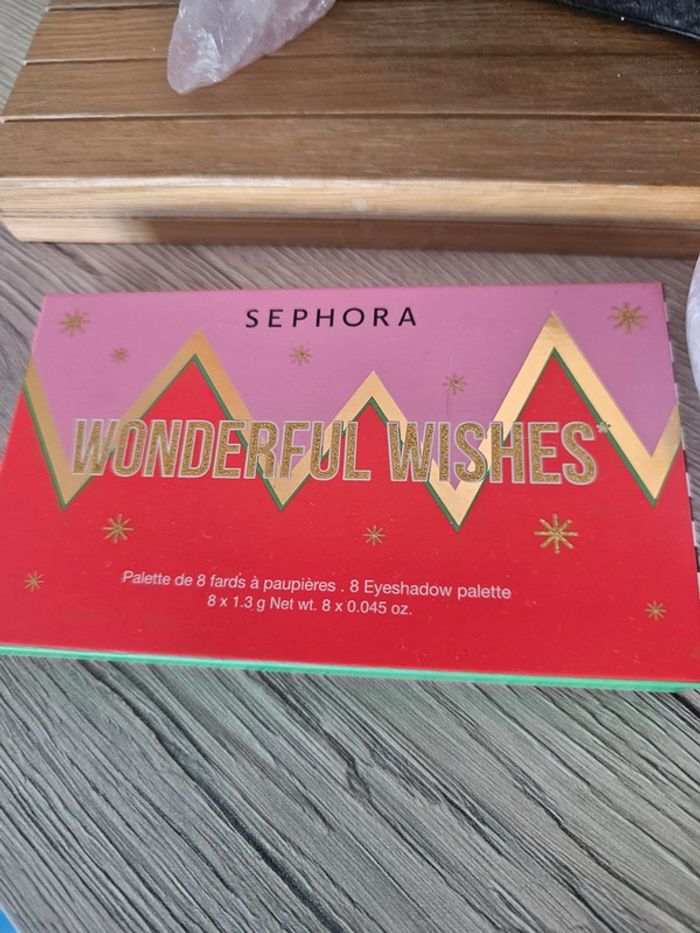 SEPHORA
WONDERFUL WISHES*
Palette de 8 fards à paupières . 8 Eyeshadow palette
8 x 1.3 g Net wt. 8 x 0.045 oz.